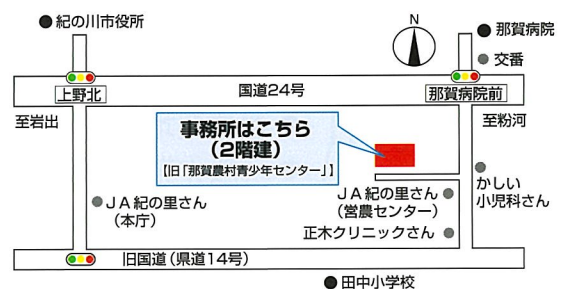 紀の川市役所
N
那賀病院
交番
上野北
国道24号
那賀病院前
至岩出
至粉河
事務所はこちら
(2階建)
【旧「那賀農村青少年センター」】
JA紀の里さん
(本庁)
JA紀の里さん
(営農センター)
かしい
小児科さん
正木クリニックさん
旧国道(県道14号)
田中小学校